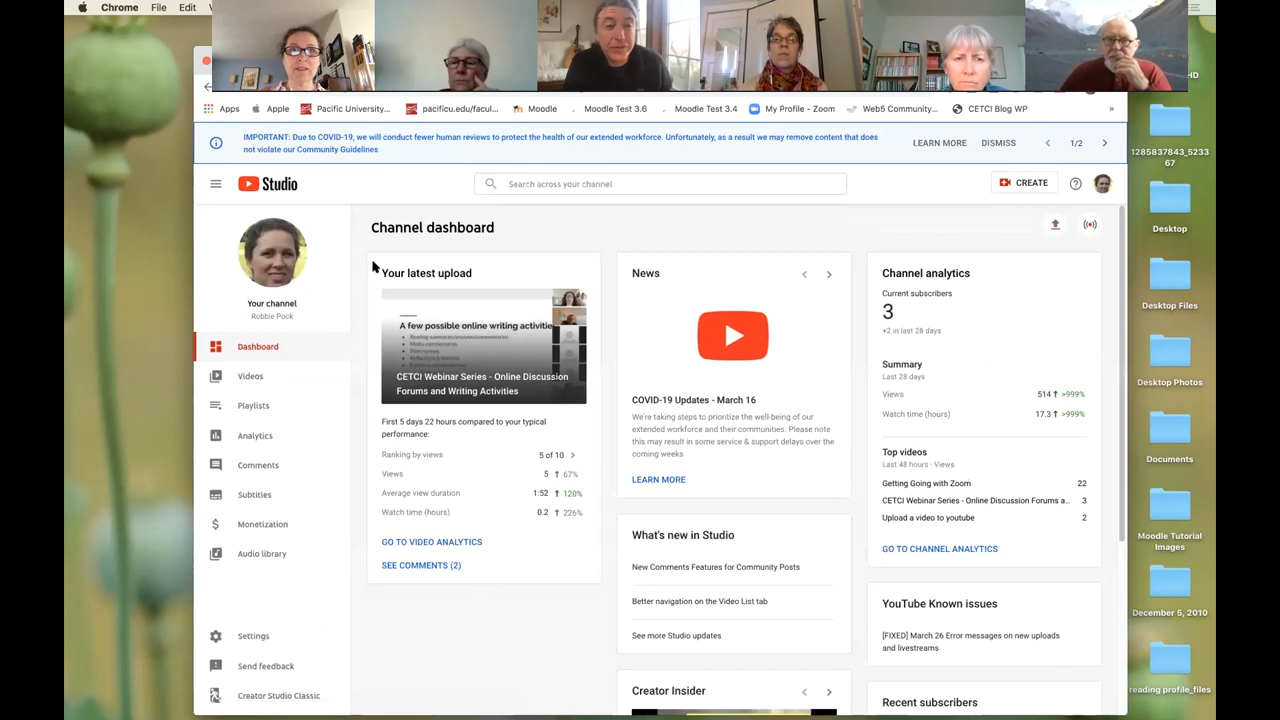 Chrome File Edit
HD
Apps Apple Pacific University... pacificu.edu/facul... Moodle Moodle Test 3.6 Moodle Test 3.4 My Profile - Zoom Web5 Community... CETCI Blog WP »
IMPORTANT: Due to COVID-19, we will conduct fewer human reviews to protect the health of our extended workforce. Unfortunately, as a result we may remove content that does
not violate our Community Guidelines
LEARN MORE DISMISS 1/2
1285837843_5233
67
Studio
Search across your channel
CREATE
Desktop
Channel dashboard
Your channel
Robbie Pock
Dashboard
Videos
Playlists
Analytics
Comments
Subtitles
Monetization
Audio library
Settings
Send feedback
Creator Studio Classic
Your latest upload
A few possible online writing activitie
CETCI Webinar Series - Online Discussion
Forums and Writing Activities
First 5 days 22 hours compared to your typical
performance:
Ranking by views 5 of 10
Views 5 ↑ 67%
Average view duration 1:52 ↑ 120%
Watch time (hours) 0.2 ↑ 226%
GO TO VIDEO ANALYTICS
SEE COMMENTS (2)
News
COVID-19 Updates - March 16
We're taking steps to prioritize the well-being of our
extended workforce and their communities. Please note
this may result in some service & support delays over the
coming weeks
LEARN MORE
What's new in Studio
New Comments Features for Community Posts
Better navigation on the Video List tab
See more Studio updates
Creator Insider
Channel analytics
Current subscribers
3
+2 in last 28 days
Summary
Last 28 days
Views 514 ↑ >999%
Watch time (hours) 17.3 ↑ >999%
Top videos
Last 48 hours · Views
Getting Going with Zoom 22
CETCI Webinar Series - Online Discussion Forums a... 3
Upload a video to youtube 2
GO TO CHANNEL ANALYTICS
YouTube Known issues
[FIXED] March 26 Error messages on new uploads
and livestreams
Recent subscribers
Desktop Files
Desktop Photos
Documents
Moodle Tutorial
Images
December 5, 2010
reading profile_files